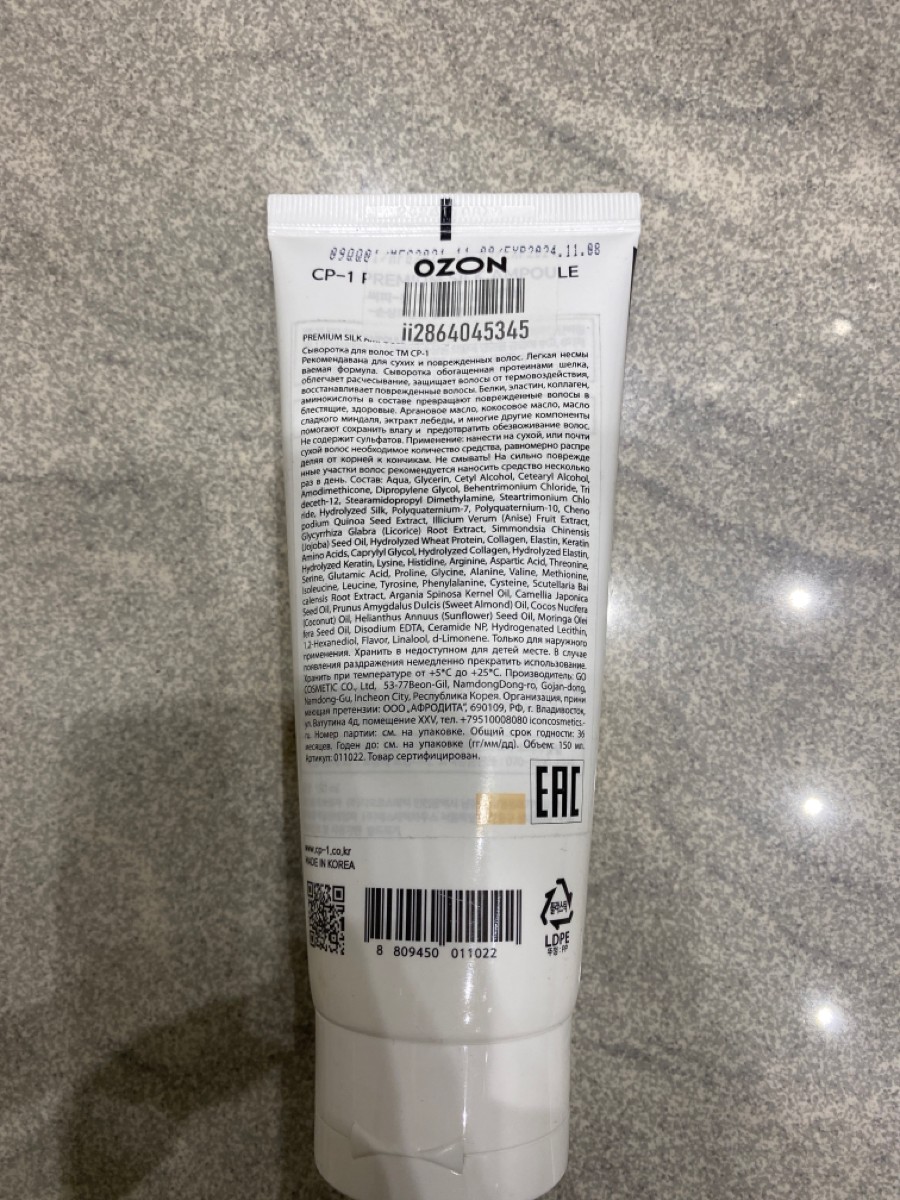 EXP2024.11.08
OZON
CP-1 P
PREMI
MPOULE
ii2864045345
PREMIUM SILK
Сыворотка для волос ТМ CP-1
Рекомендавана для сухих и поврежденных волос. Легкая несмы
ваемая формула. Сыворотка обогащенная протеинами шелка,
облегчает расчесывание, защищает волосы от термовоздействия,
восстанавливает поврежденные волосы. Белки, эластин, коллаген,
аминокислоты в составе превращают поврежденные волосы в
блестящие, здоровые. Аргановое масло, кокосовое масло, масло
сладкого миндаля, экстракт лебеды, и многие другие компоненты
помогают сохранить влагу и предотвратить обезвоживание волос.
Не содержит сульфатов. Применение: нанести на сухой, или почти
сухой волос необходимое количество средства, равномерно распре
деляя от корней к кончикам. Не смывать! На сильно поврежде
нные участки волос рекомендуется наносить средство несколько
раз в день. Состав: Aqua, Glycerin, Cetyl Alcohol, Cetearyl Alcohol,
Amodimethicone, Dipropylene Glycol, Behentrimonium Chloride, Tri
deceth-12, Stearamidopropyl Dimethylamine, Steartrimonium Chlo
ride, Hydrolyzed Silk, Polyquaternium-7, Polyquaternium-10, Cheno
podium Quinoa Seed Extract, Illicium Verum (Anise) Fruit Extract,
Glycyrrhiza Glabra (Licorice) Root Extract, Simmondsia Chinensis
(Jojoba) Seed Oil, Hydrolyzed Wheat Protein, Collagen, Elastin, Keratin
Amino Acids, Caprylyl Glycol, Hydrolyzed Collagen, Hydrolyzed Elastin,
Hydrolyzed Keratin, Lysine, Histidine, Arginine, Aspartic Acid, Threonine,
Serine, Glutamic Acid, Proline, Glycine, Alanine, Valine, Methionine,
Isoleucine, Leucine, Tyrosine, Phenylalanine, Cysteine, Scutellaria Bai
calensis Root Extract, Argania Spinosa Kernel Oil, Camellia Japonica
Seed Oil, Prunus Amygdalus Dulcis (Sweet Almond) Oil, Cocos Nucifera
(Coconut) Oil, Helianthus Annuus (Sunflower) Seed Oil, Moringa Olei
fera Seed Oil, Disodium EDTA, Ceramide NP, Hydrogenated Lecithin,
1,2-Hexanediol, Flavor, Linalool, d-Limonene. Только для наружного
применения. Хранить в недоступном для детей месте. В случае
появления раздражения немедленно прекратить использование.
Хранить при температуре от +5°C до +25°C. Производитель: GO
COSMETIC CO., Ltd, 53-77Beon-Gil, NamdongDong-ro, Gojan-dong,
Namdong-Gu, Incheon City, Республика Корея. Организация, прини
мающая претензии: ООО „АФРОДИТА", 690109, РФ, г. Владивосток,
ул. Ватутина 4д, помещение XXV, тел. +79510008080 iconcosmetics-
ru. Номер партии: см. на упаковке. Общий срок годности: 36
месяцев. Годен до: см. на упаковке (гг/мм/дд). Объем: 150 мл.
Артикул: 011022. Товар сертифицирован.
EAC
www.cp-1.co.kr
MADE IN KOREA
8 809450 011022
LDPE
뚜껑 : PP